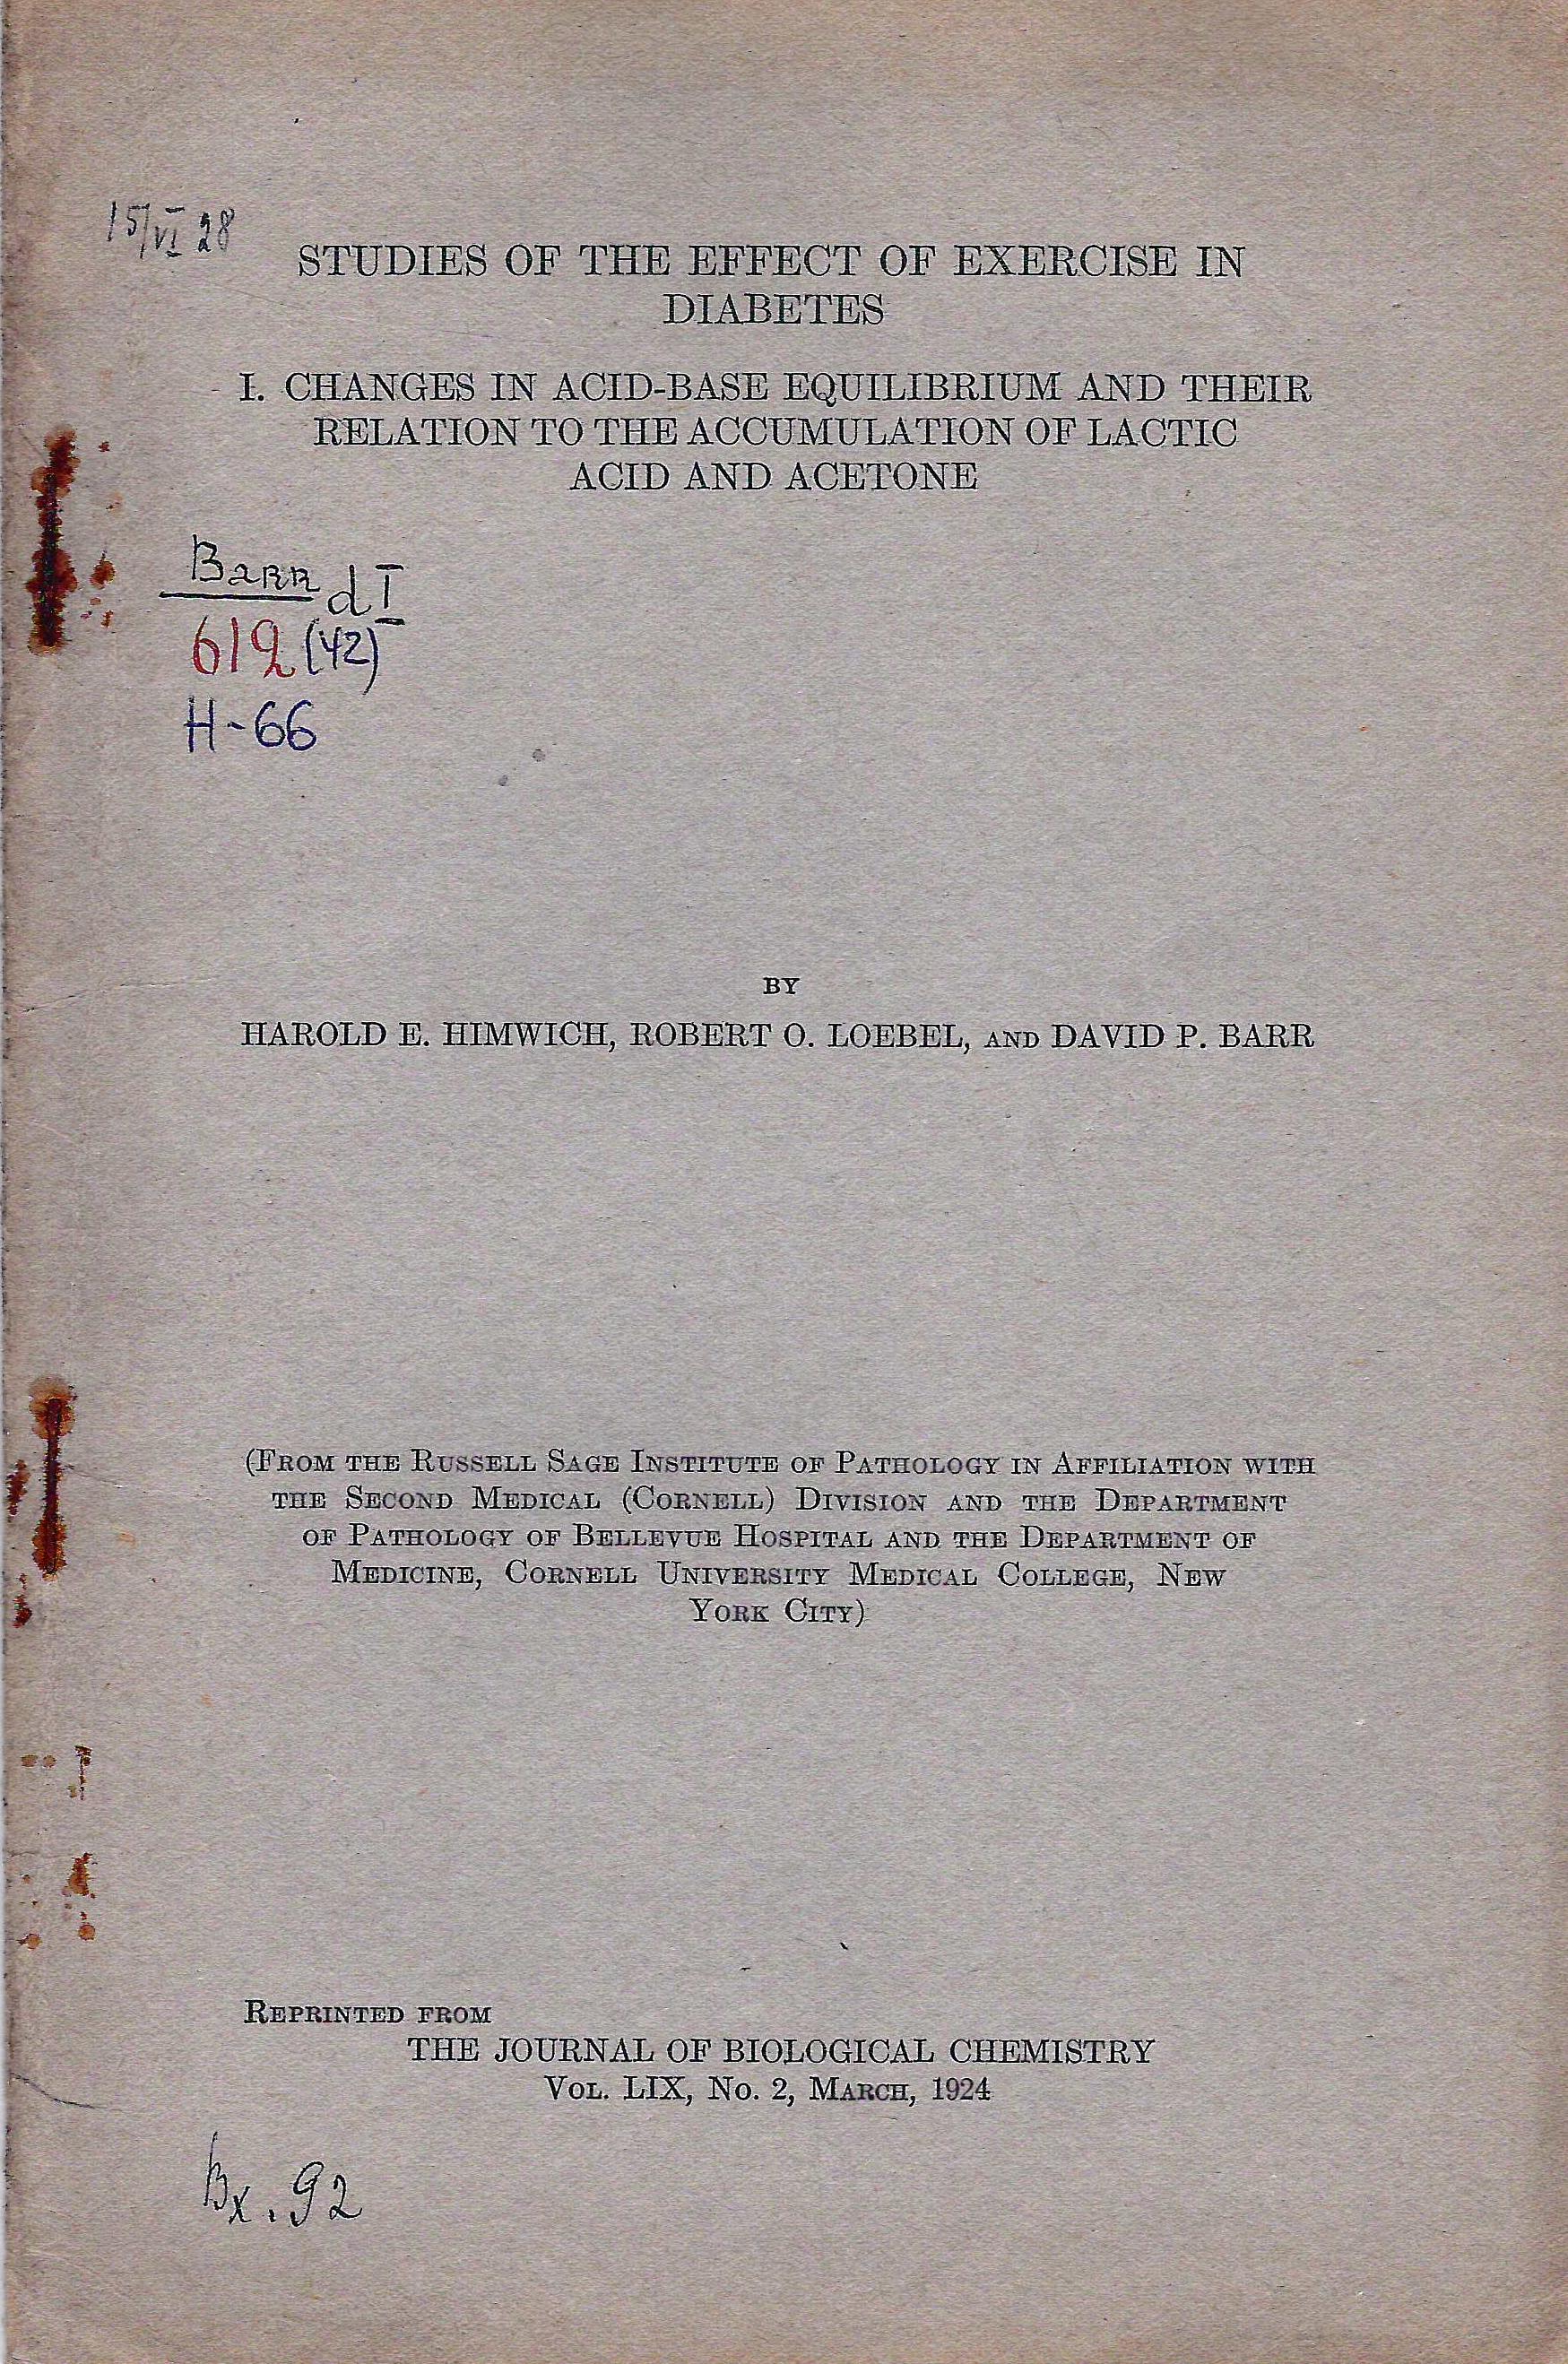 15/VI 28
STUDIES OF THE EFFECT OF EXERCISE IN
DIABETES
I. CHANGES IN ACID-BASE EQUILIBRIUM AND THEIR
RELATION TO THE ACCUMULATION OF LACTIC
ACID AND ACETONE
Barr dI
612(42)
H-66
BY
HAROLD E. HIMWICH, ROBERT O. LOEBEL, AND DAVID P. BARR
(FROM THE RUSSELL SAGE INSTITUTE OF PATHOLOGY IN AFFILIATION WITH
THE SECOND MEDICAL (CORNELL) DIVISION AND THE DEPARTMENT
OF PATHOLOGY OF BELLEVUE HOSPITAL AND THE DEPARTMENT OF
MEDICINE, CORNELL UNIVERSITY MEDICAL COLLEGE, NEW
YORK CITY)
REPRINTED FROM
THE JOURNAL OF BIOLOGICAL CHEMISTRY
VOL. LIX, NO. 2, MARCH, 1924
Вх. 92